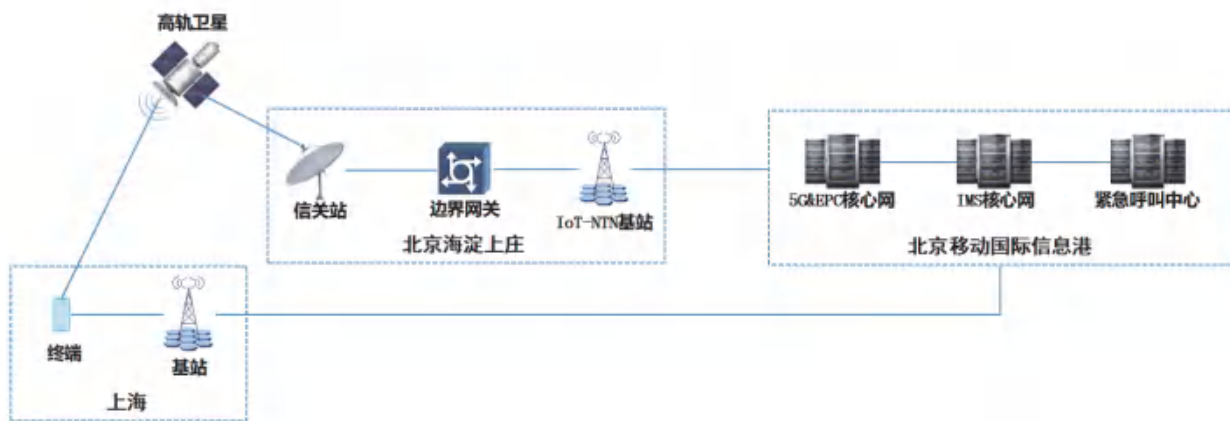 高轨卫星
信关站
边界网关
IoT-NTN基站
北京海淀上庄
5G&EPC核心网
IMS核心网
紧急呼叫中心
北京移动国际信息港
终端
基站
上海